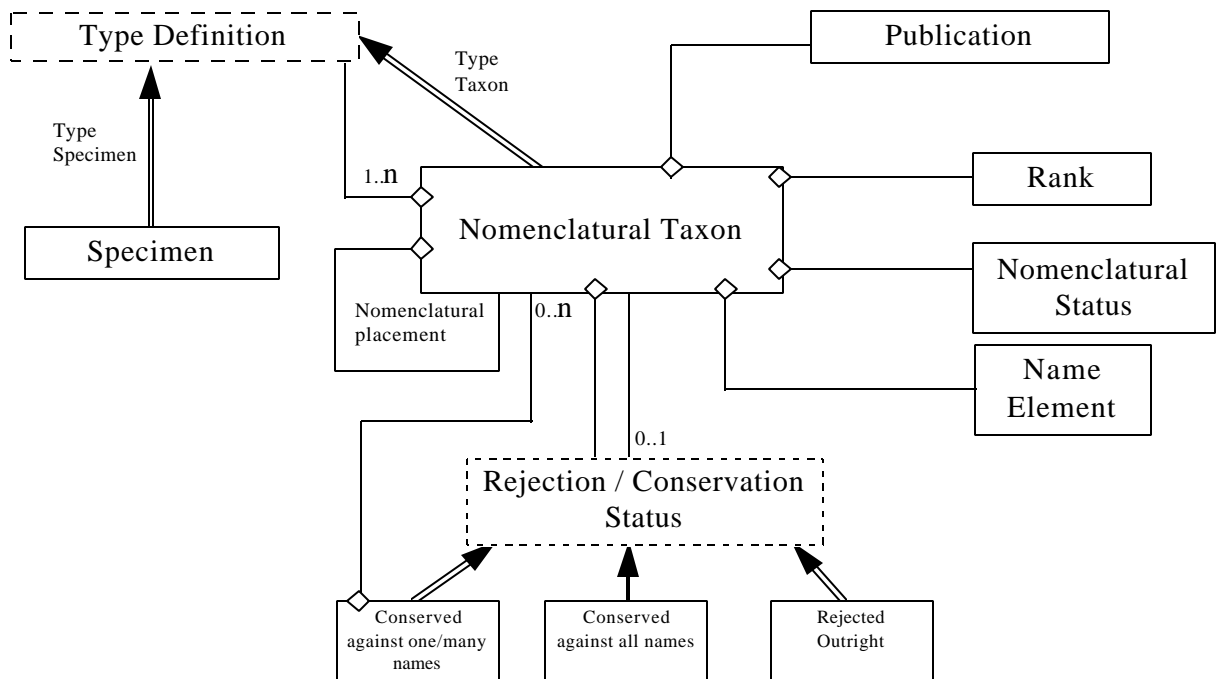 Type Definition
Publication
Type
Taxon
Type
Specimen
1..n
Rank
Nomenclatural Taxon
Specimen
Nomenclatural
Status
Nomenclatural
placement
0..n
Name
Element
0..1
Rejection / Conservation
Status
Conserved
against one/many
names
Conserved
against all names
Rejected
Outright